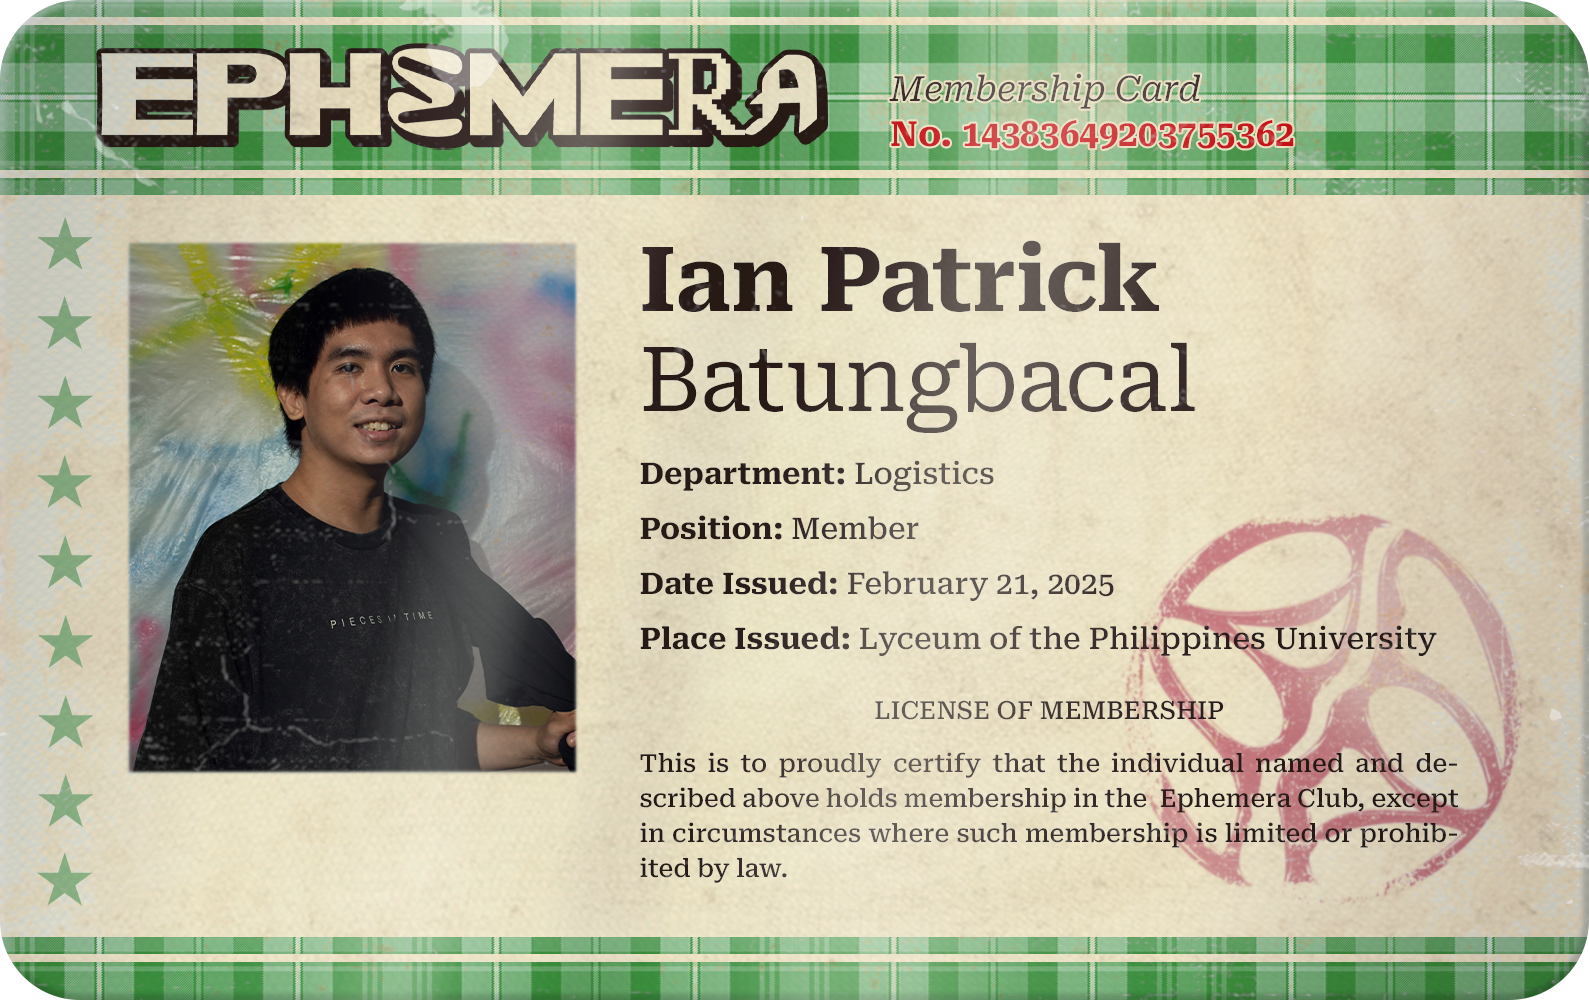 EPHEMERA
Membership Card
No. 14383649203755362
Ian Patrick
Batungbacal
Department: Logistics
Position: Member
Date Issued: February 21, 2025
Place Issued: Lyceum of the Philippines University
PIECES IN TIME
LICENSE OF MEMBERSHIP
This is to proudly certify that the individual named and de-
scribed above holds membership in the Ephemera Club, except
in circumstances where such membership is limited or prohib-
ited by law.